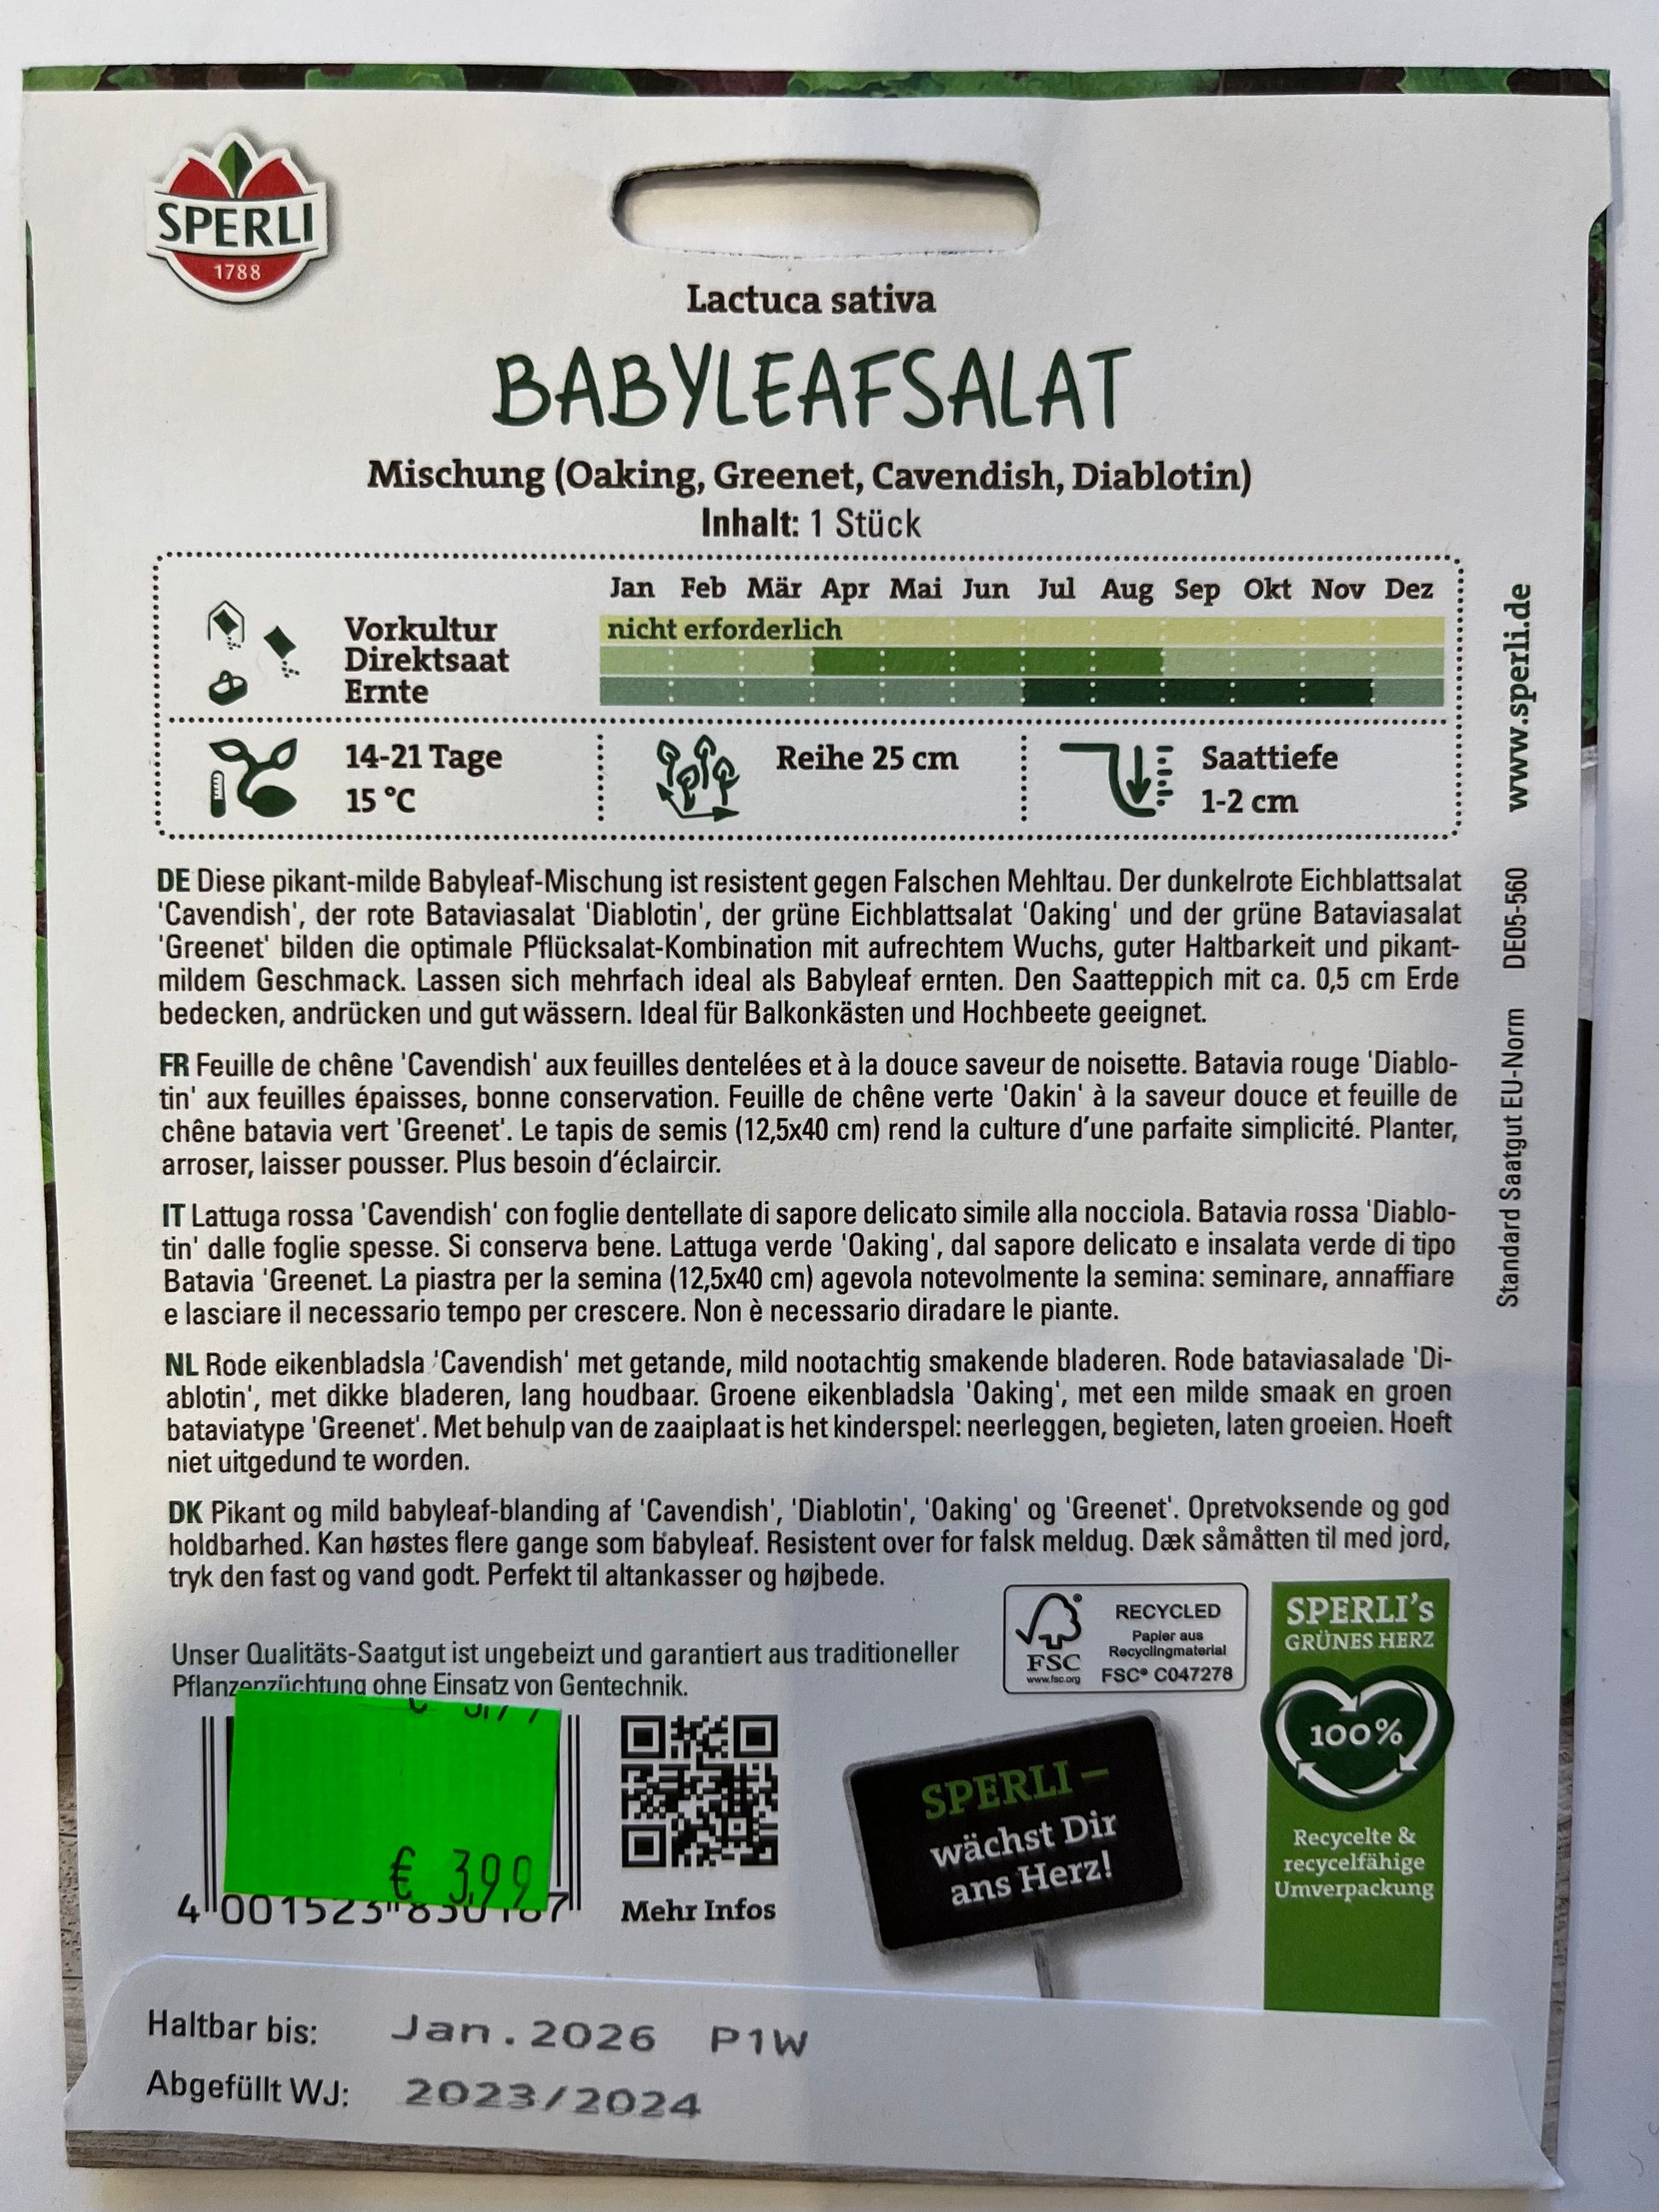 SPERLI
1788
Lactuca sativa
BABYLEAFSALAT
Mischung (Oaking, Greenet, Cavendish, Diablotin)
Inhalt: 1 Stück
Jan Feb Mär Apr Mai Jun Jul Aug Sep Okt Nov Dez
Vorkultur nicht erforderlich
Direktsaat
Ernte
14-21 Tage
15 °C
Reihe 25 cm
Saattiefe
1-2 cm
www.sperli.de
DE05-560
Standard Saatgut EU-Norm
DE Diese pikant-milde Babyleaf-Mischung ist resistent gegen Falschen Mehltau. Der dunkelrote Eichblattsalat
'Cavendish', der rote Bataviasalat 'Diablotin', der grüne Eichblattsalat 'Oaking' und der grüne Bataviasalat
'Greenet' bilden die optimale Pflücksalat-Kombination mit aufrechtem Wuchs, guter Haltbarkeit und pikant-
mildem Geschmack. Lassen sich mehrfach ideal als Babyleaf ernten. Den Saatteppich mit ca. 0,5 cm Erde
bedecken, andrücken und gut wässern. Ideal für Balkonkästen und Hochbeete geeignet.
FR Feuille de chêne 'Cavendish' aux feuilles dentelées et à la douce saveur de noisette. Batavia rouge 'Diablo-
tin' aux feuilles épaisses, bonne conservation. Feuille de chêne verte 'Oakin' à la saveur douce et feuille de
chêne batavia vert 'Greenet'. Le tapis de semis (12,5x40 cm) rend la culture d'une parfaite simplicité. Planter,
arroser, laisser pousser. Plus besoin d'éclaircir.
IT Lattuga rossa 'Cavendish' con foglie dentellate di sapore delicato simile alla nocciola. Batavia rossa 'Diablo-
tin' dalle foglie spesse. Si conserva bene. Lattuga verde 'Oaking', dal sapore delicato e insalata verde di tipo
Batavia 'Greenet. La piastra per la semina (12,5x40 cm) agevola notevolmente la semina: seminare, annaffiare
e lasciare il necessario tempo per crescere. Non è necessario diradare le piante.
NL Rode eikenbladsla 'Cavendish' met getande, mild nootachtig smakende bladeren. Rode bataviasalade 'Di-
ablotin', met dikke bladeren, lang houdbaar. Groene eikenbladsla 'Oaking', met een milde smaak en groen
bataviatype 'Greenet'. Met behulp van de zaaiplaat is het kinderspel: neerleggen, begieten, laten groeien. Hoeft
niet uitgedund te worden.
DK Pikant og mild babyleaf-blanding af 'Cavendish', 'Diablotin', 'Oaking' og 'Greenet'. Opretvoksende og god
holdbarhed. Kan høstes flere gange som babyleaf. Resistent over for falsk meldug. Dæk såmåtten til med jord,
tryk den fast og vand godt. Perfekt til altankasser og højbede.
Unser Qualitäts-Saatgut ist ungebeizt und garantiert aus traditioneller
Pflanzenzüchtung ohne Einsatz von Gentechnik.
FSC
www.fsc.org
RECYCLED
Papier aus
Recyclingmaterial
FSC® C047278
SPERLI's
GRÜNES HERZ
100%
Recycelte &
recycelfähige
Umverpackung
€ 3,99
4 001523
Mehr Infos
SPERLI –
wächst Dir
ans Herz!
Haltbar bis: Jan.2026 P1W
Abgefüllt WJ: 2023/2024